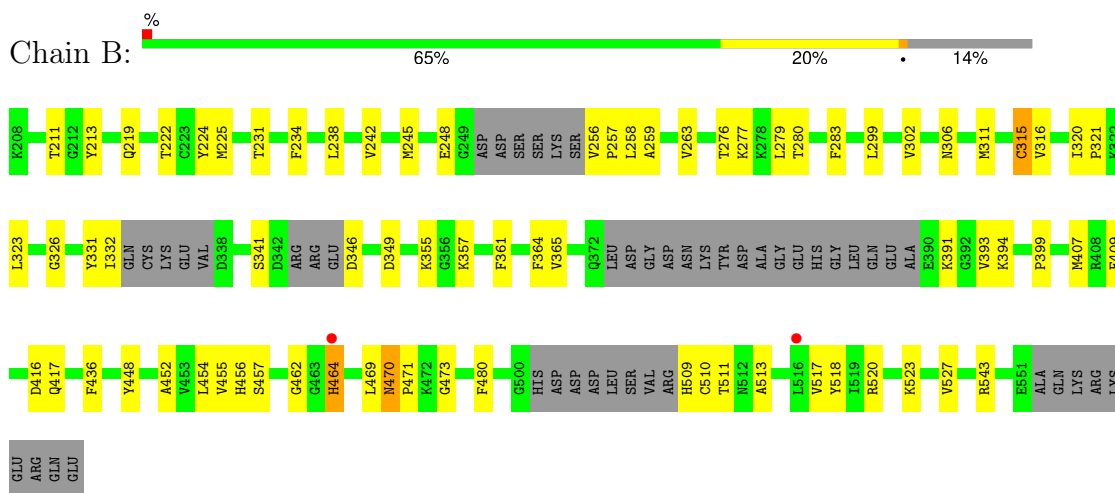 %
Chain B:
65% 20% • 14%
K208 T211 G212 Y213 Q219 T222 C223 Y224 M225 T231 F234 L238 V242 M245 E248 G249 ASP ASP SER SER LYS SER V256 P257 L258 A259 V263 T276 K277 K278 L279 T280 F283 L299 V302 N306 M311 C315 V316 I320 P321 K322
L323 G326 Y331 I332 GLN CYS LYS GLU VAL D338 S341 D342 ARG ARG GLU D346 D349 K355 G356 K357 F361 F364 V365 Q372 LEU ASP GLY ASP ASN LYS TYR ASP ALA GLY GLU HIS GLY LEU GLN GLU ALA E390 K391 G392 V393 K394 P399 M407 R408 E409
D416 Q417 F436 Y448 A452 V453 L454 V455 H456 S457 G462 G463 H464 L469 N470 P471 K472 G473 F480 G500 HIS ASP ASP ASP LEU SER VAL ARG H509 C510 T511 N512 A513 L516 V517 Y518 I519 R520 K523 V527 R543 E551 ALA GLN LYS ARG LYS
GLU ARG GLN GLU